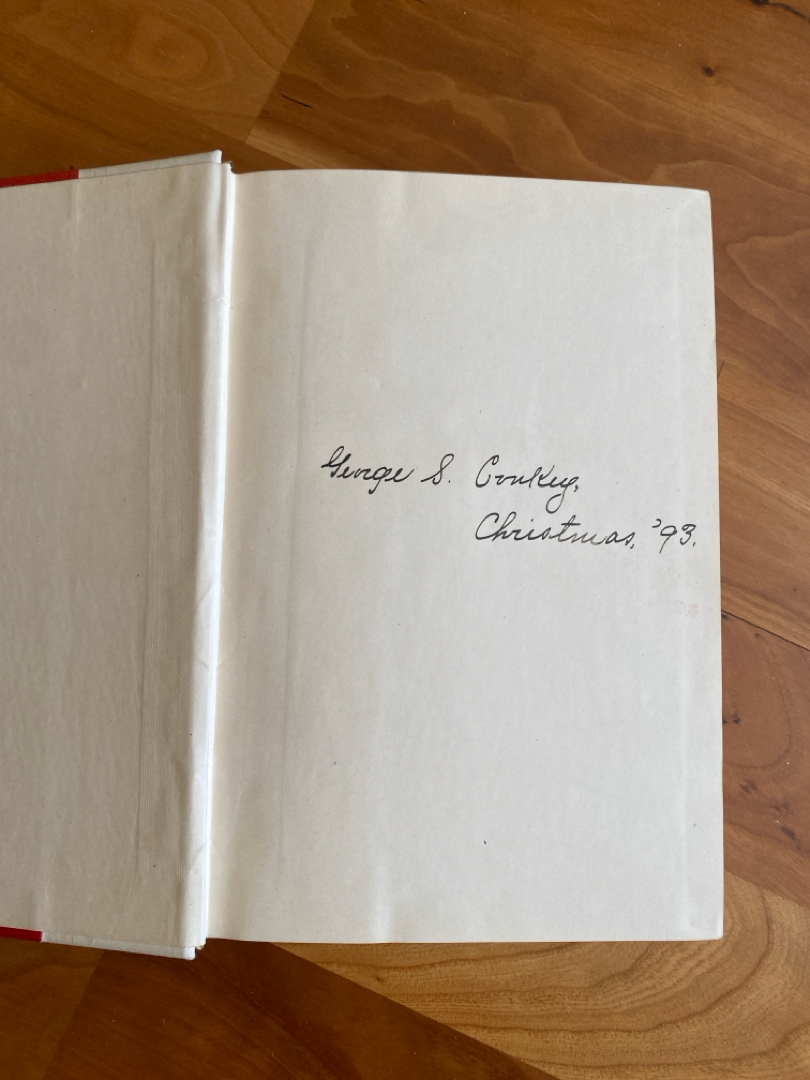 George S. Conkey,
Christmas, '93.